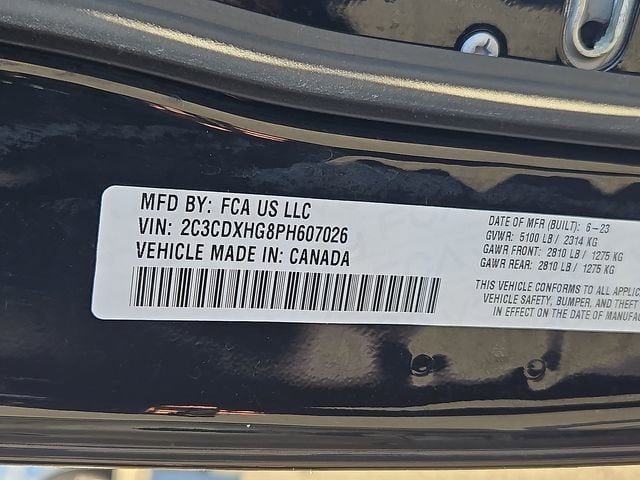 MFD BY: FCA US LLC
VIN: 2C3CDXHG8PH607026
VEHICLE MADE IN: CANADA
DATE OF MFR (BUILT): 6-23
GVWR: 5100 LB / 2314 KG
GAWR FRONT: 2810 LB / 1275 KG
GAWR REAR: 2810 LB / 1275 KG
THIS VEHICLE CONFORMS TO ALL APPLIC
VEHICLE SAFETY, BUMPER, AND THEFT
IN EFFECT ON THE DATE OF MANUFAC